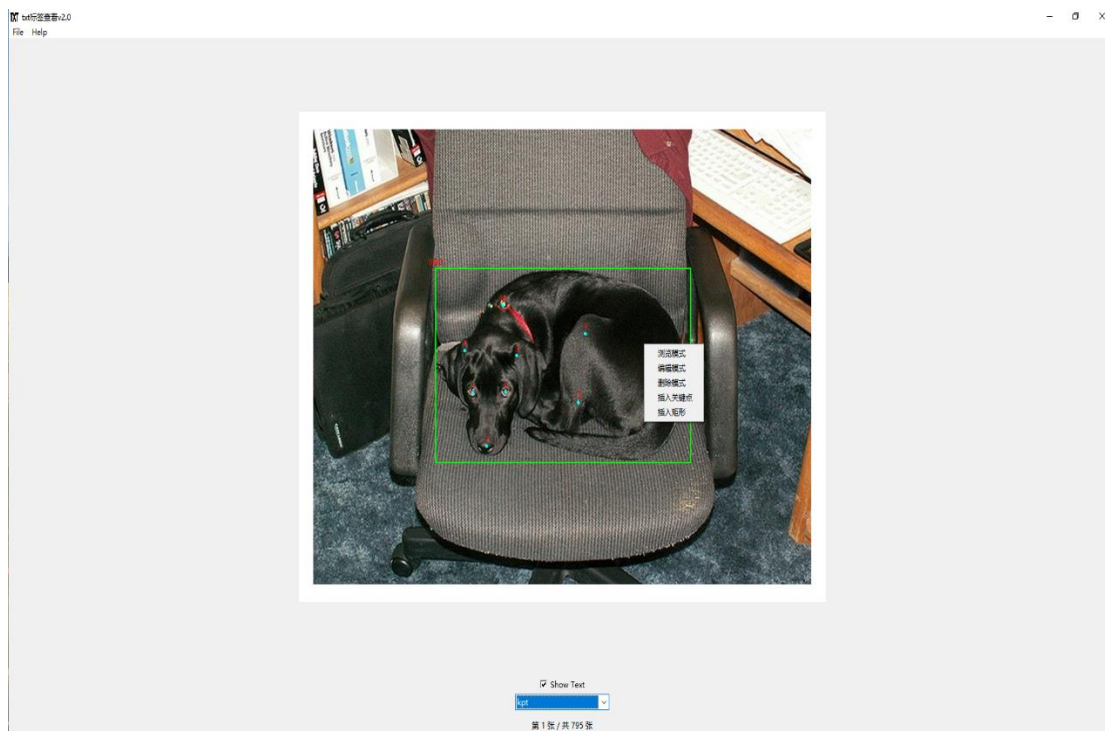 txt标签查看v2.0
File Help
浏览模式
编辑模式
删除模式
插入关键点
插入矩形
Show Text
kpt
第 1 张 / 共 795 张